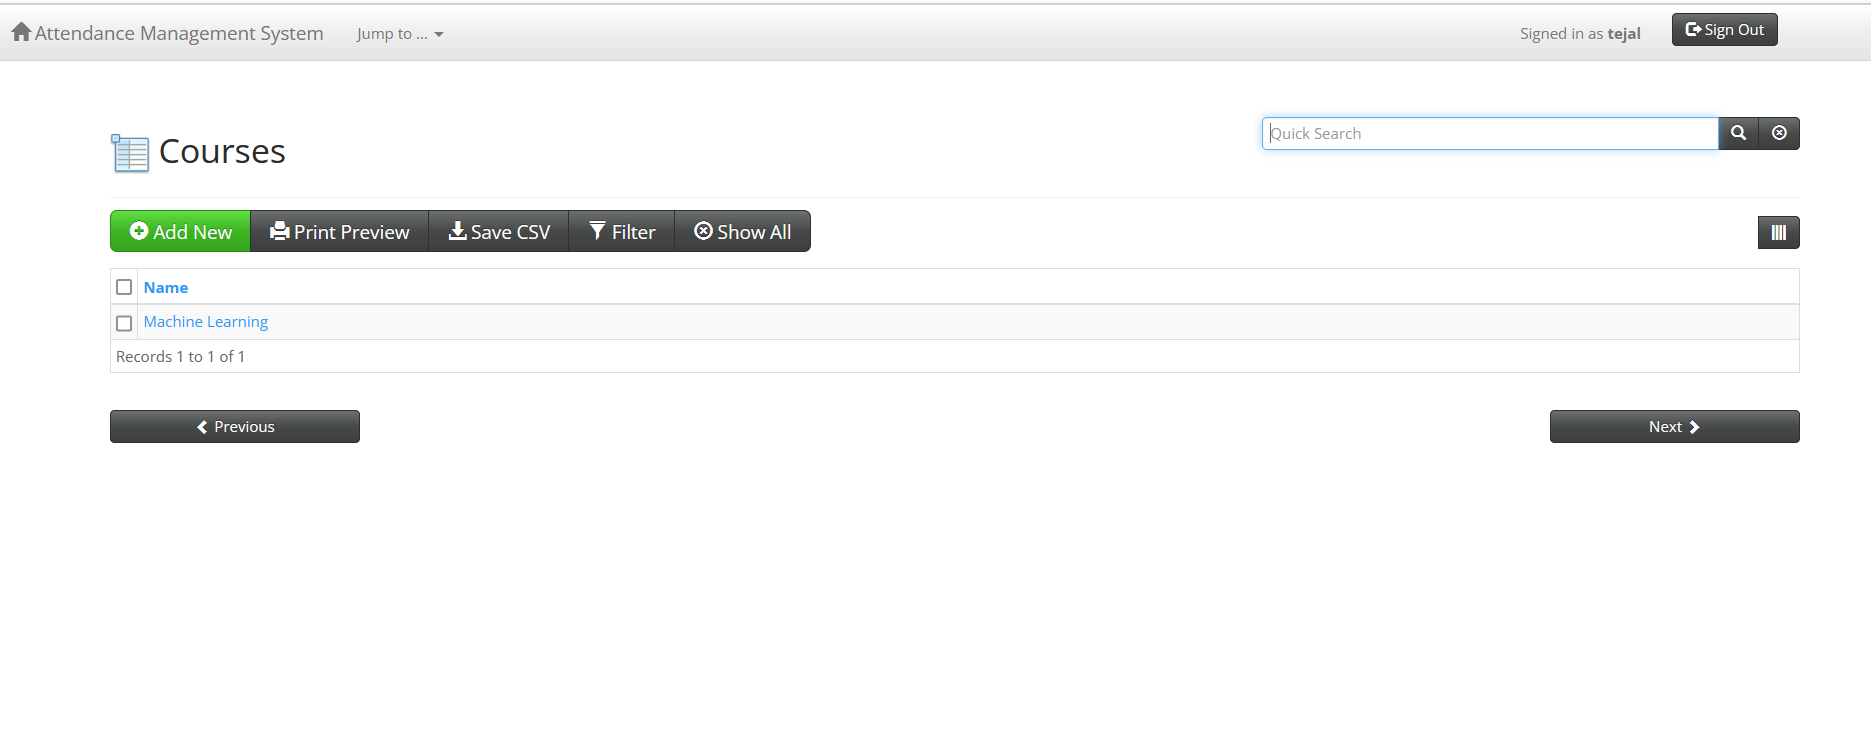 Attendance Management System Jump to ... Signed in as tejal Sign Out
Quick Search
Courses
Add New Print Preview Save CSV Filter Show All
Name
Machine Learning
Records 1 to 1 of 1
Previous Next